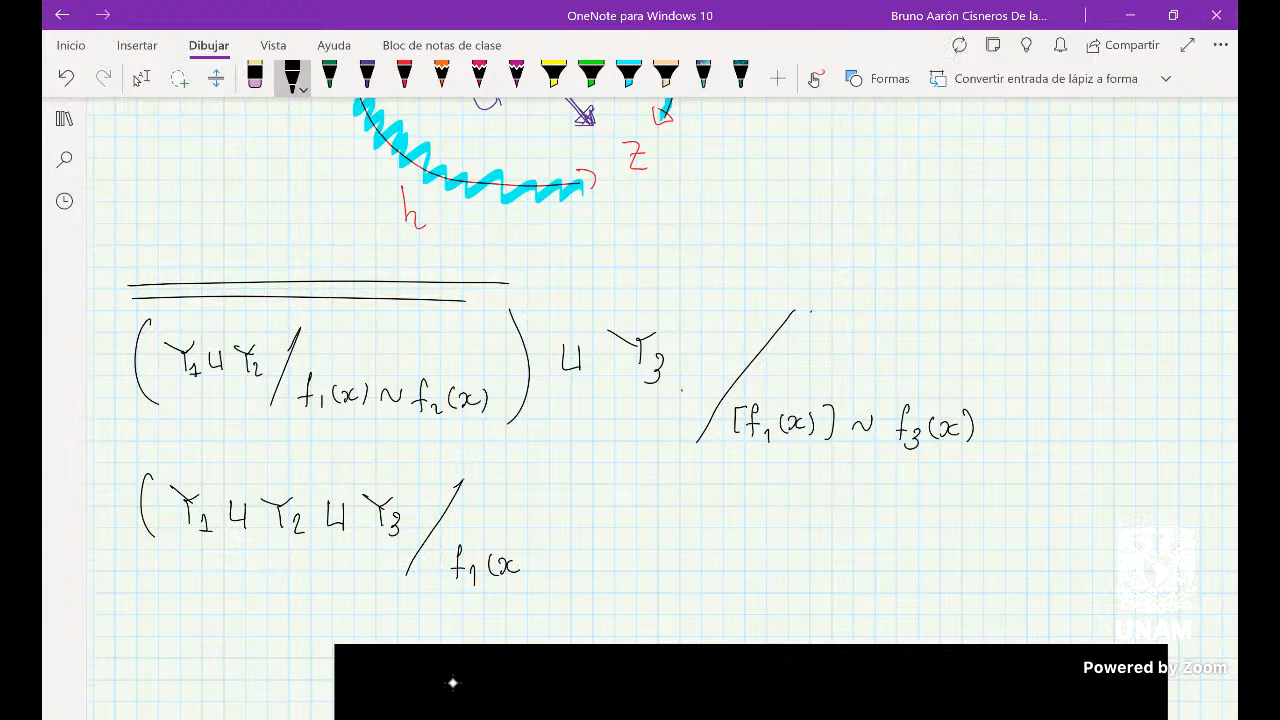 OneNote para Windows 10
Bruno Aarón Cisneros De la...
Inicio Insertar Dibujar Vista Ayuda Bloc de notas de clase Compartir
Formas Convertir entrada de lápiz a forma
Z
h
(Y₁ ⊔ Y₂ / f₁(x) ~ f₂(x)) ⊔ Y₃ / [f₁(x)] ~ f₃(x)
(Y₁ ⊔ Y₂ ⊔ Y₃ / f₁(x
UNAM
Powered by Zoom